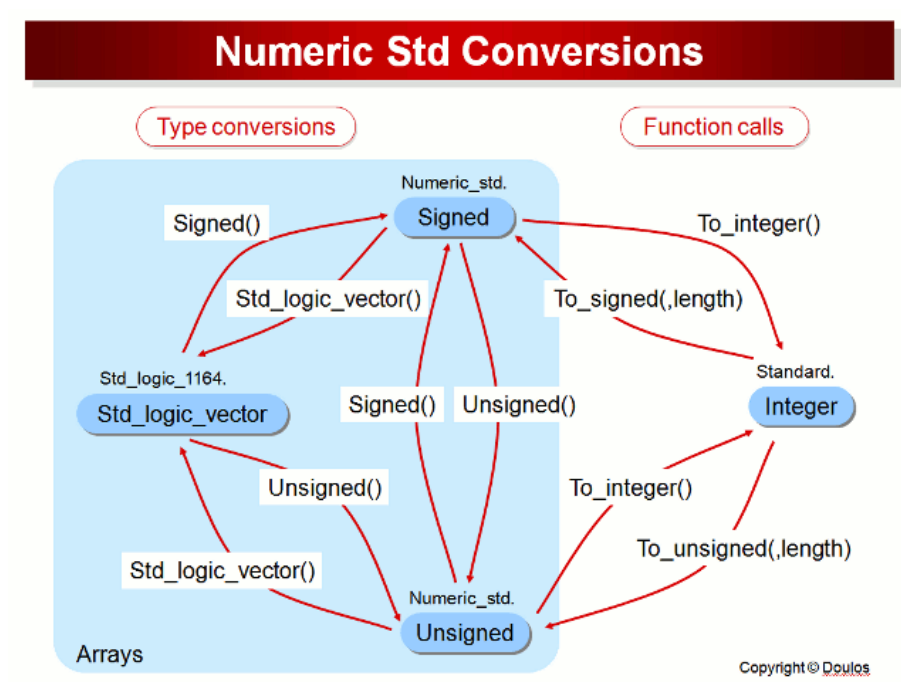 Numeric Std Conversions
Type conversions
Function calls
Numeric_std.
Signed
Signed()
To_integer()
Std_logic_vector()
To_signed(,length)
Std_logic_1164.
Std_logic_vector
Standard.
Integer
Signed()
Unsigned()
Unsigned()
To_integer()
To_unsigned(,length)
Std_logic_vector()
Numeric_std.
Unsigned
Arrays
Copyright © Doulos